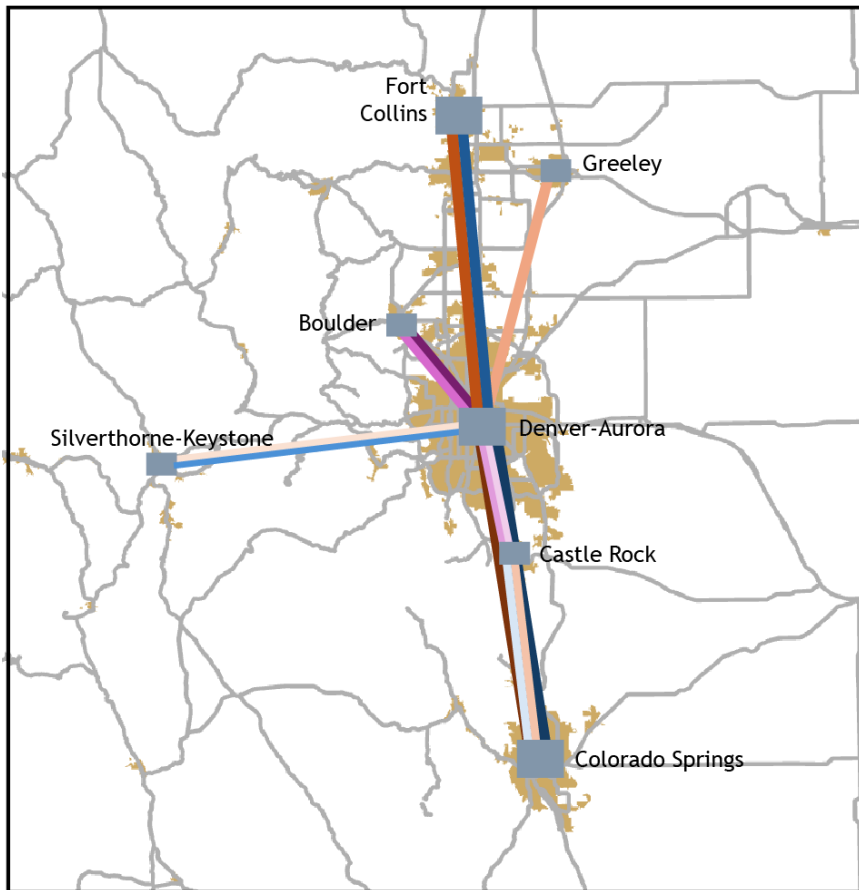 Fort
Collins
Greeley
Boulder
Denver-Aurora
Silverthorne-Keystone
Castle Rock
Colorado Springs